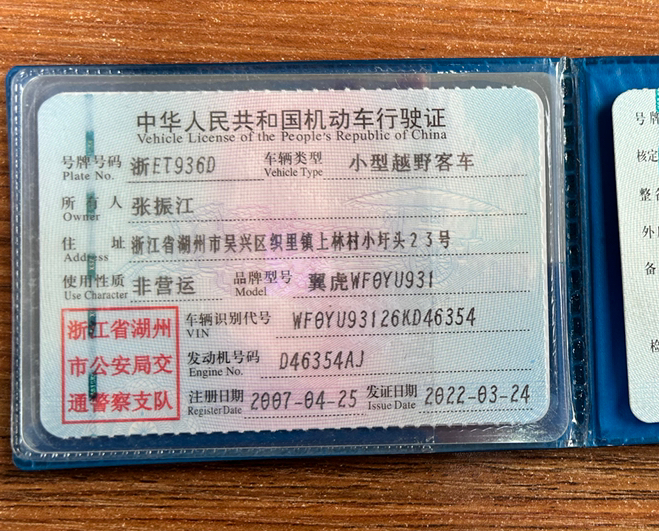 中华人民共和国机动车行驶证
Vehicle License of the People's Republic of China
号牌号码 浙ET936D 车辆类型 小型越野客车
Plate No. Vehicle Type
所有人 张振江
Owner
住址 浙江省湖州市吴兴区织里镇上林村小圩头23号
Address
使用性质 非营运 品牌型号 翼虎WF0YU931
Use Character Model
浙江省湖州
市公安局交
通警察支队
车辆识别代号 WF0YU93126KD46354
VIN
发动机号码 D46354AJ
Engine No.
注册日期 2007-04-25 发证日期 2022-03-24
Register Date Issue Date
号牌
核定
整备
外
备
检